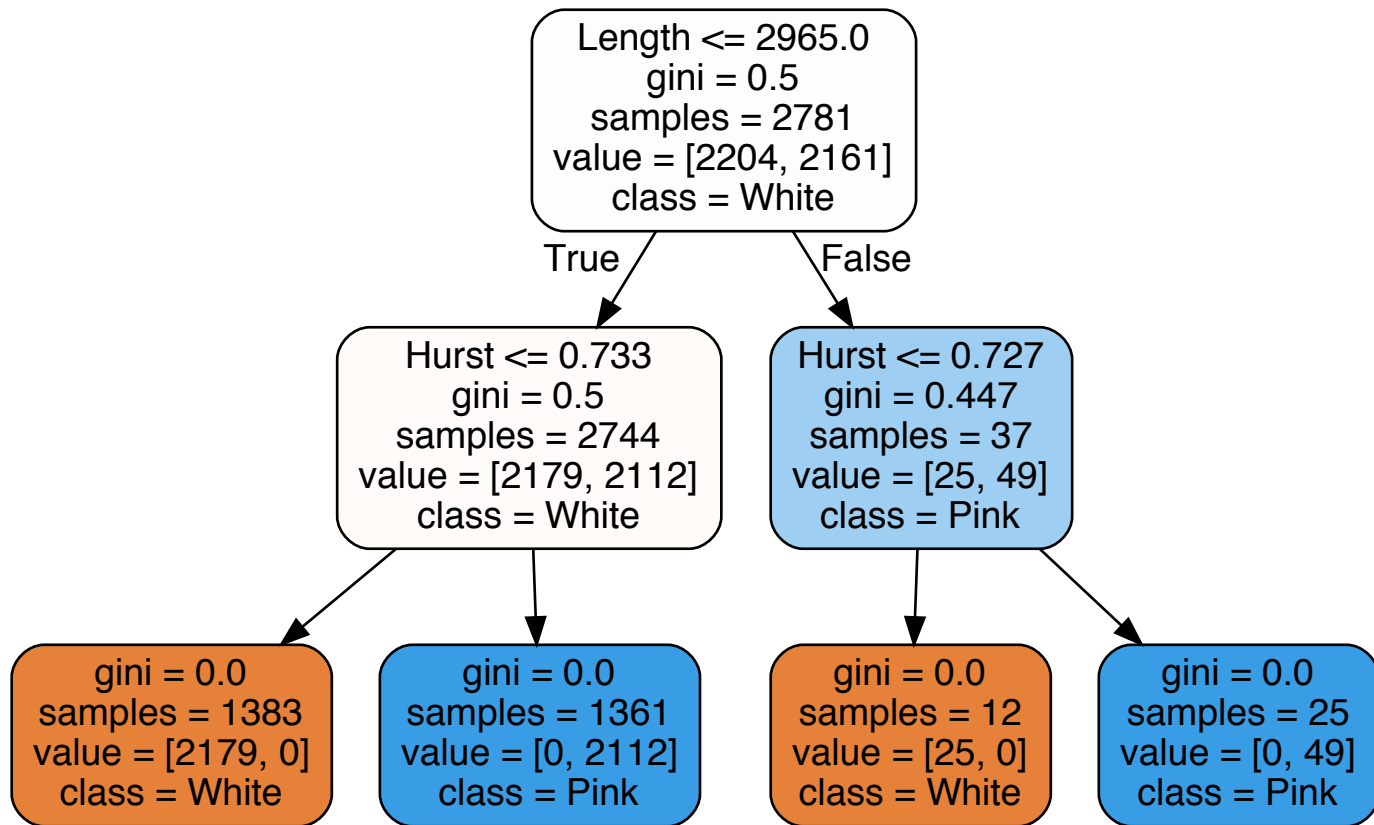 Length <= 2965.0
gini = 0.5
samples = 2781
value = [2204, 2161]
class = White
True
False
Hurst <= 0.733
gini = 0.5
samples = 2744
value = [2179, 2112]
class = White
Hurst <= 0.727
gini = 0.447
samples = 37
value = [25, 49]
class = Pink
gini = 0.0
samples = 1383
value = [2179, 0]
class = White
gini = 0.0
samples = 1361
value = [0, 2112]
class = Pink
gini = 0.0
samples = 12
value = [25, 0]
class = White
gini = 0.0
samples = 25
value = [0, 49]
class = Pink